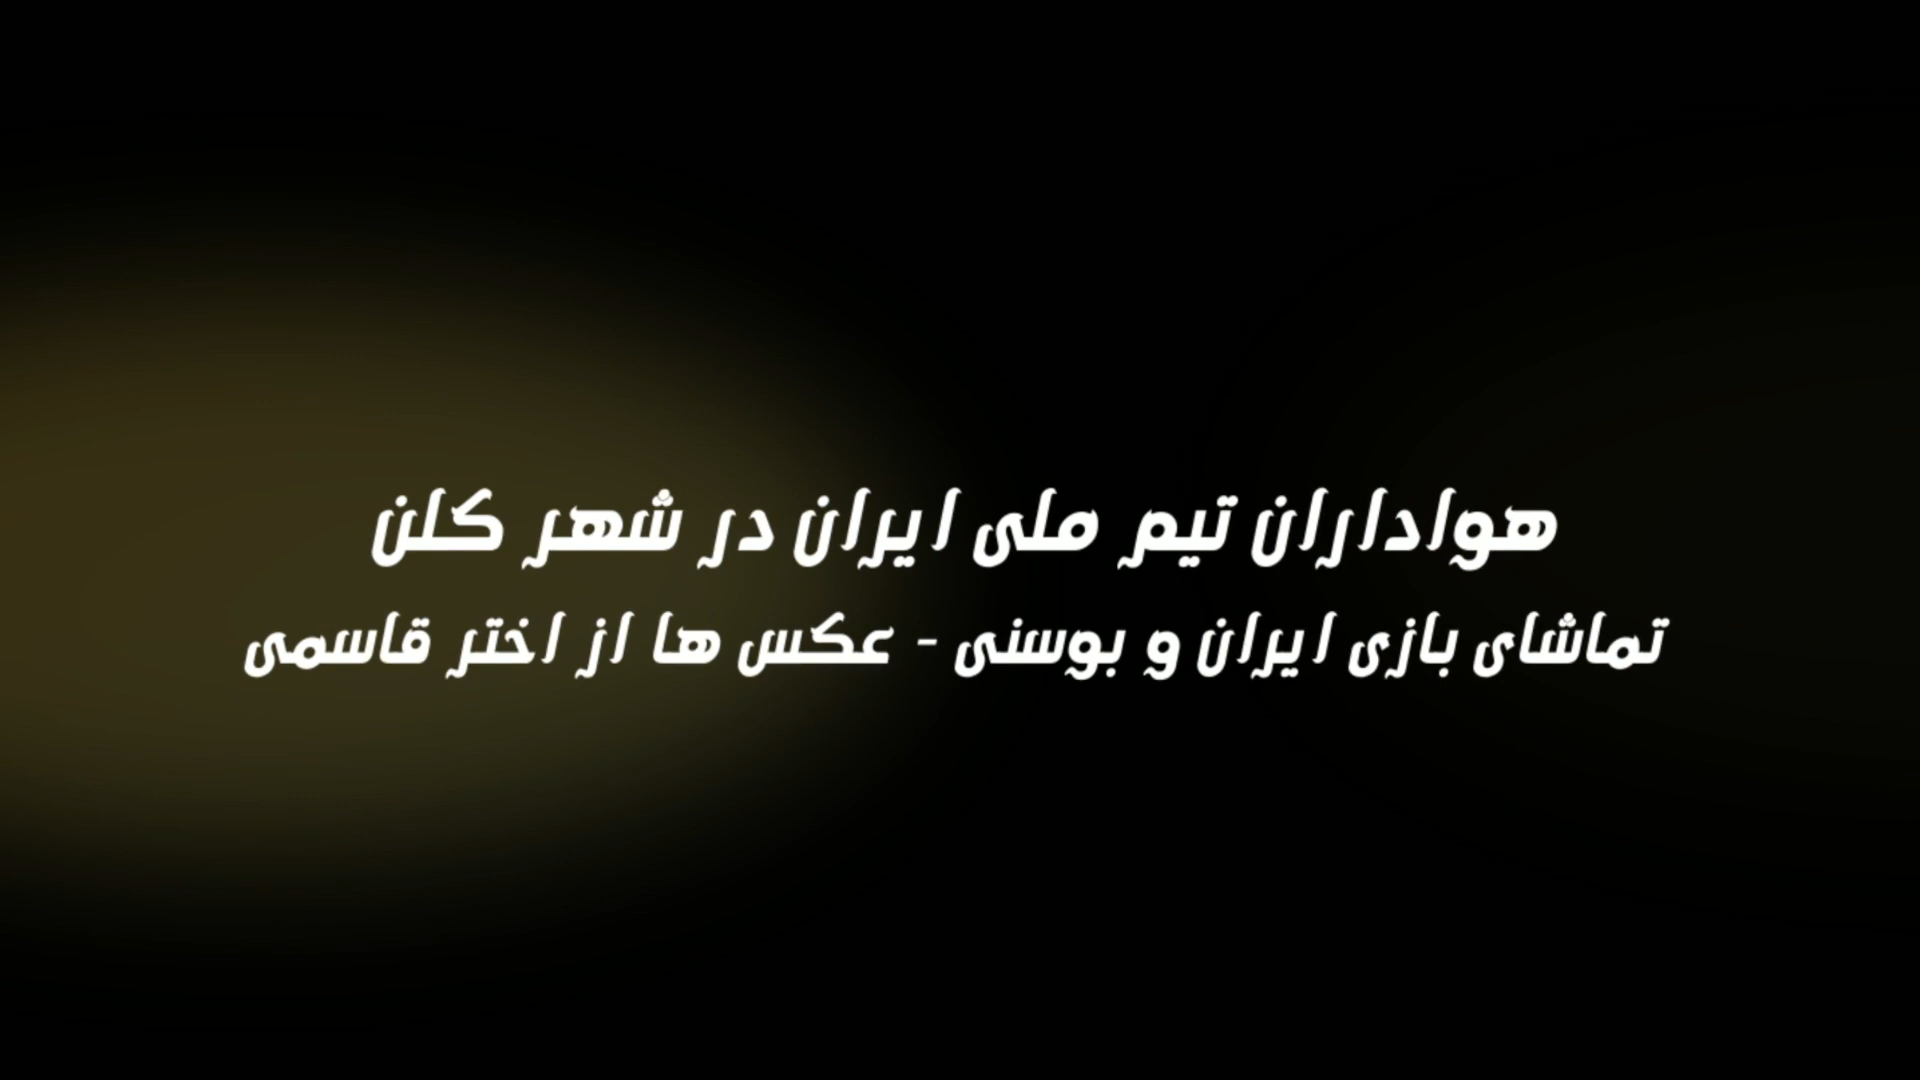 هواداران تیم ملی ایران در شهر کلن
تماشای بازی ایران و بوسنی - عکس ها از اختر قاسمی